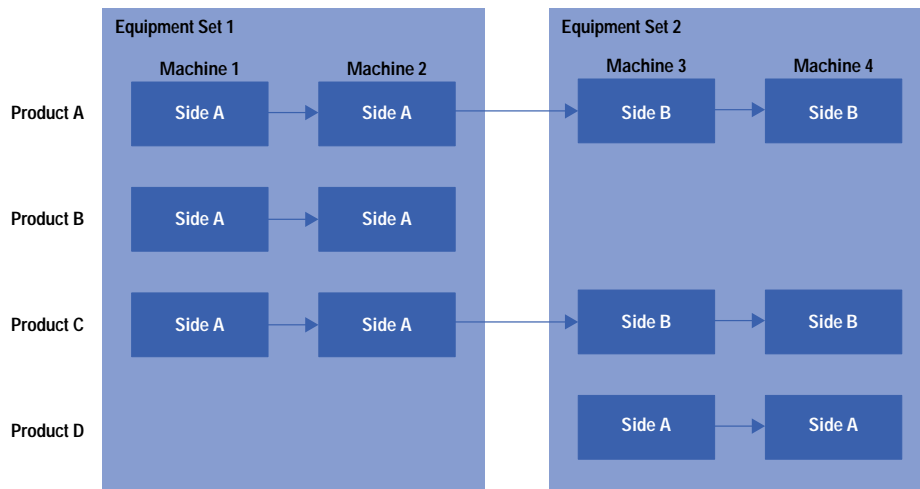 Equipment Set 1
Equipment Set 2
Machine 1
Machine 2
Machine 3
Machine 4
Product A
Side A
Side A
Side B
Side B
Product B
Side A
Side A
Product C
Side A
Side A
Side B
Side B
Product D
Side A
Side A